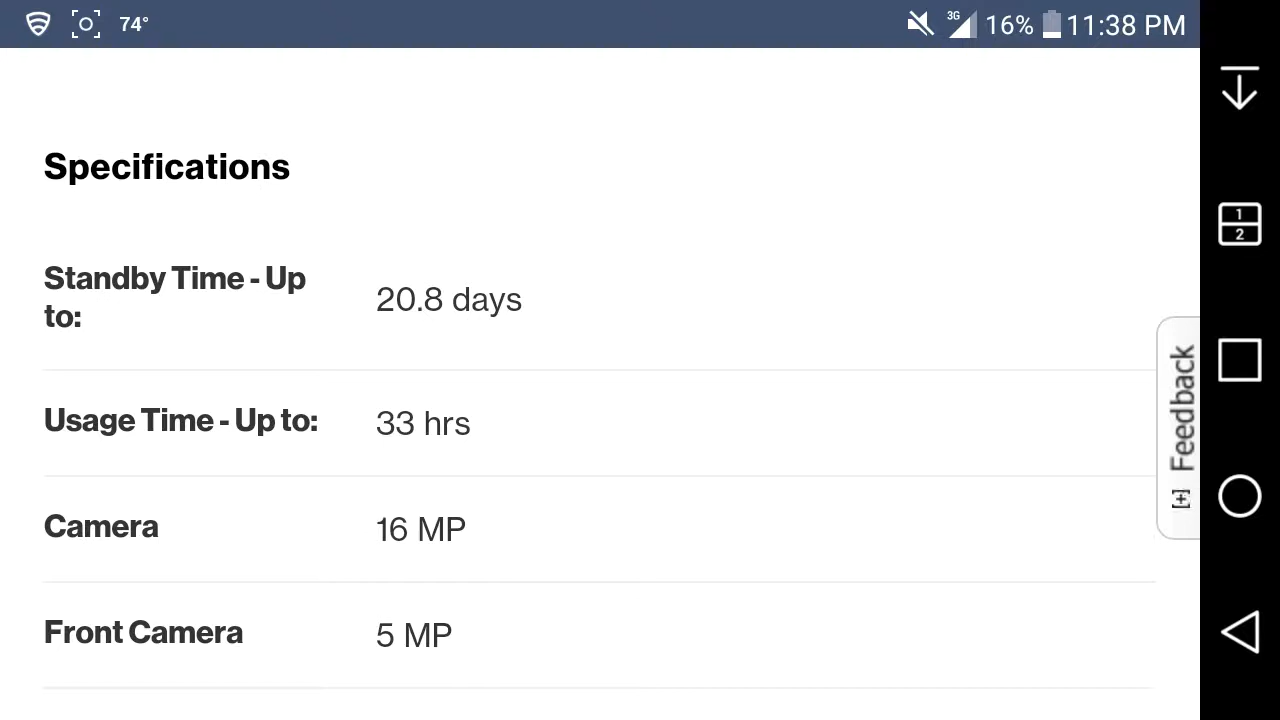 74°
3G 16% 11:38 PM
Specifications
Standby Time - Up
to:
20.8 days
Usage Time - Up to: 33 hrs
Camera 16 MP
Front Camera 5 MP
[+] Feedback
1
2